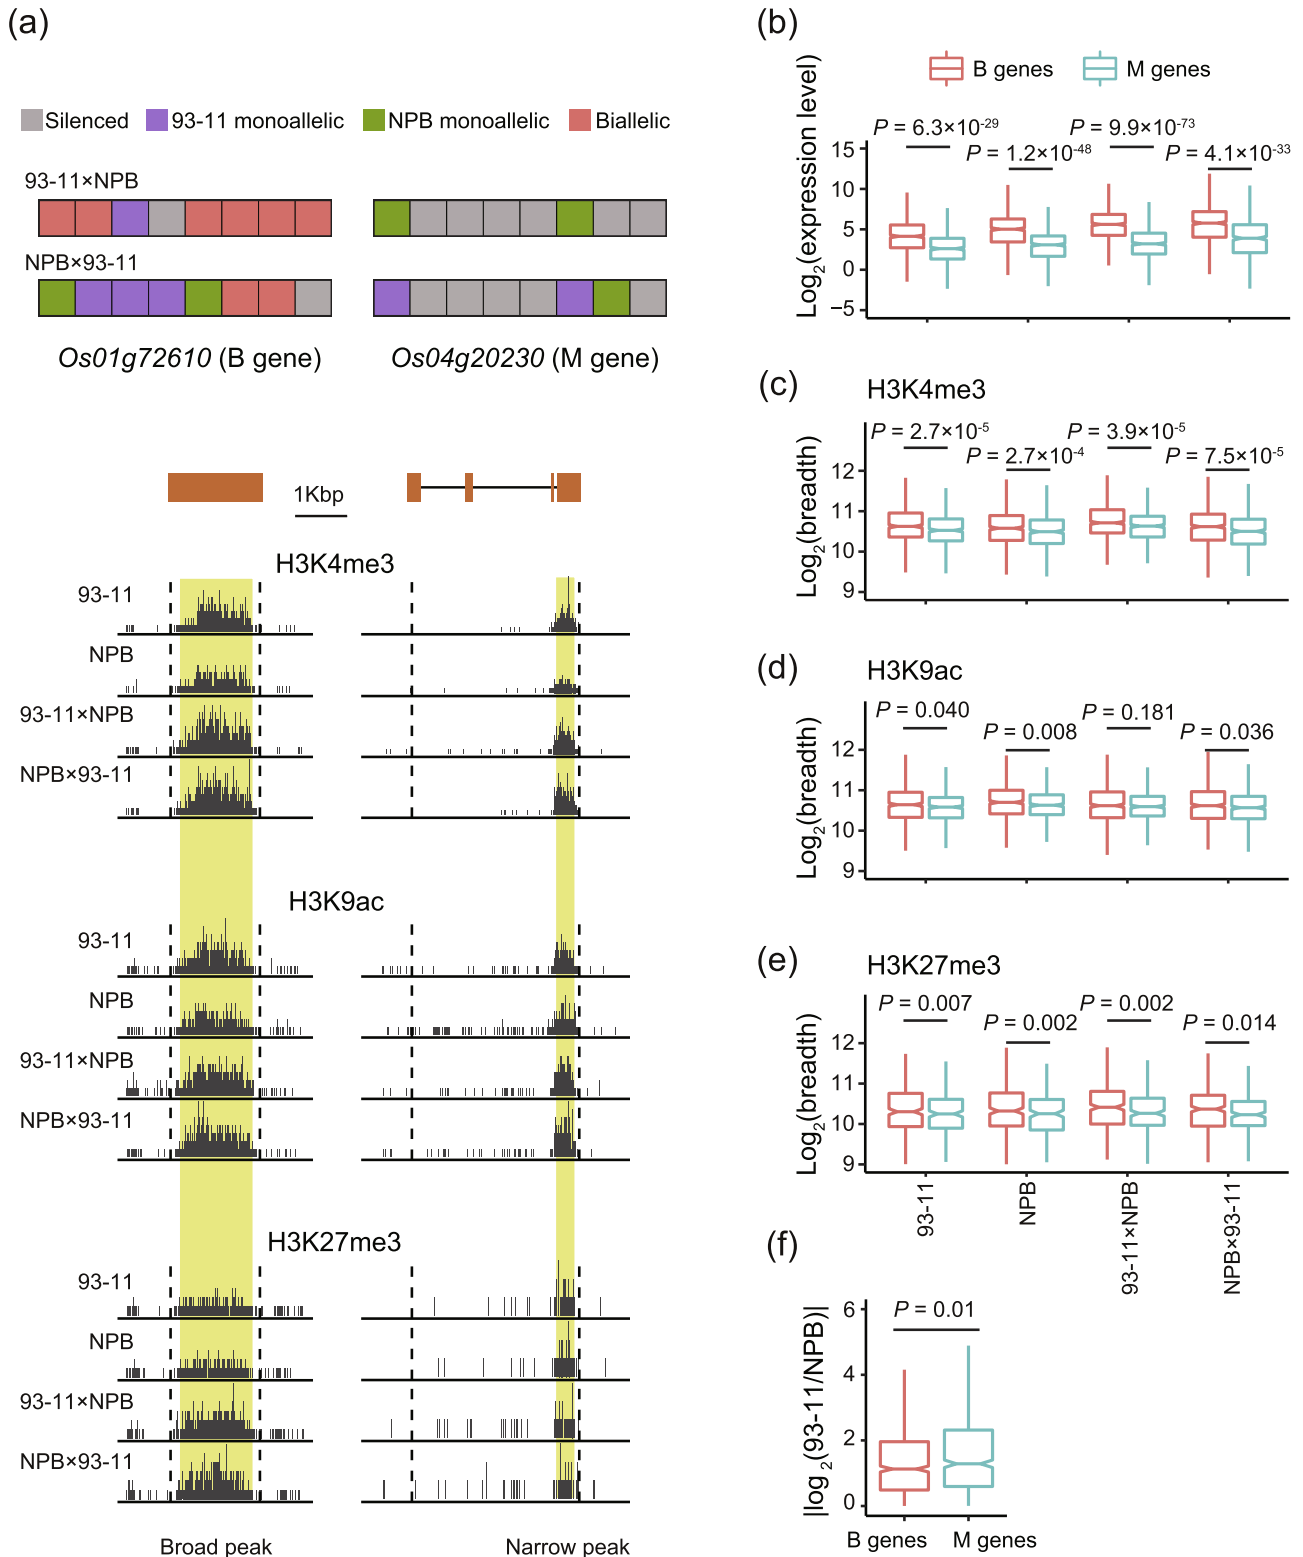 (a)
Silenced 93-11 monoallelic NPB monoallelic Biallelic
93-11×NPB
NPB×93-11
Os01g72610 (B gene) Os04g20230 (M gene)
1Kbp
H3K4me3
93-11
NPB
93-11×NPB
NPB×93-11
H3K9ac
93-11
NPB
93-11×NPB
NPB×93-11
H3K27me3
93-11
NPB
93-11×NPB
NPB×93-11
Broad peak Narrow peak
(b)
B genes M genes
Log2(expression level)
P = 6.3×10-29 P = 9.9×10-73
P = 1.2×10-48 P = 4.1×10-33
15
10
5
0
−5
(c) H3K4me3
Log2(breadth)
P = 2.7×10-5 P = 3.9×10-5
P = 2.7×10-4 P = 7.5×10-5
12
11
10
9
(d) H3K9ac
Log2(breadth)
P = 0.040 P = 0.181
P = 0.008 P = 0.036
12
11
10
9
(e) H3K27me3
Log2(breadth)
P = 0.007 P = 0.002
P = 0.002 P = 0.014
12
11
10
9
93-11
NPB
93-11×NPB
NPB×93-11
(f)
|log2(93-11/NPB)|
P = 0.01
6
4
2
0
B genes M genes